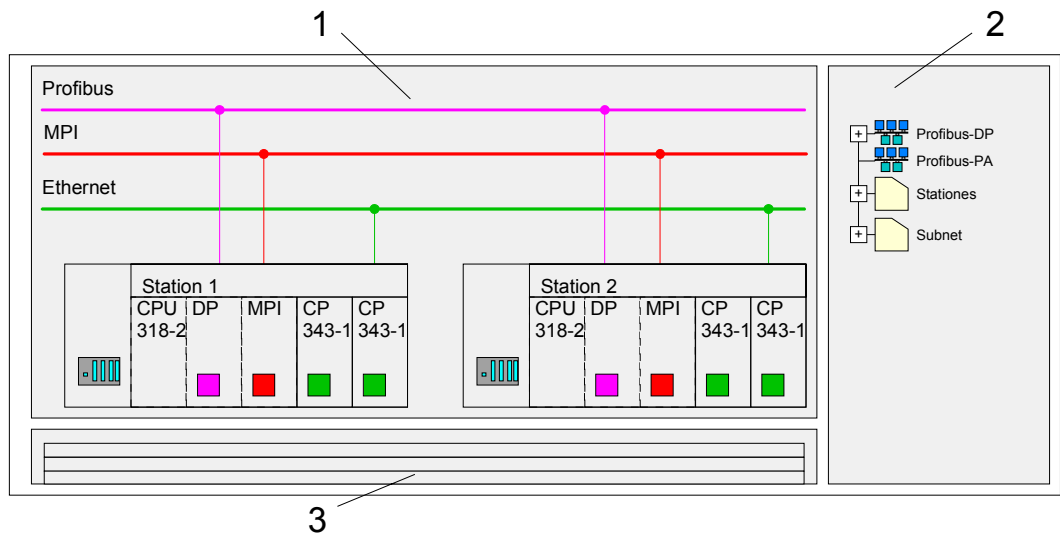 1
2
Profibus
MPI
Ethernet
Profibus-DP
Profibus-PA
Stationes
Subnet
Station 1
CPU 318-2
DP
MPI
CP 343-1
CP 343-1
Station 2
CPU 318-2
DP
MPI
CP 343-1
CP 343-1
3